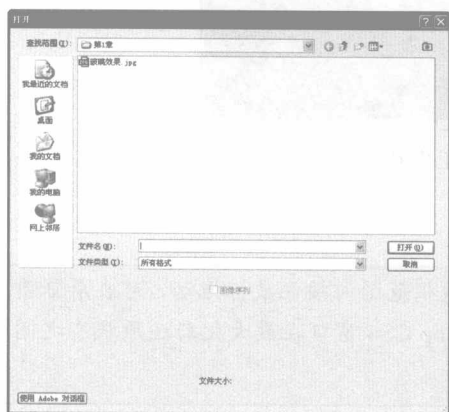 打开
查找范围(I): 第1章
玻璃效果.jpg
我最近的文档
桌面
我的文档
我的电脑
网上邻居
文件名(N): 打开(O)
文件类型(T): 所有格式 取消
图像序列
文件大小:
使用 Adobe 对话框